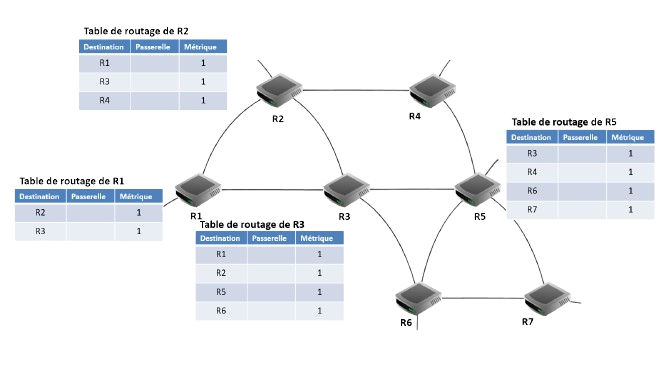 Table de routage de R2
Destination Passerelle Métrique
R1 1
R3 1
R4 1
R2
R4
Table de routage de R5
Destination Passerelle Métrique
R3 1
R4 1
R6 1
R7 1
Table de routage de R1
Destination Passerelle Métrique
R2 1
R3 1
R1
R3
R5
Table de routage de R3
Destination Passerelle Métrique
R1 1
R2 1
R5 1
R6 1
R6
R7